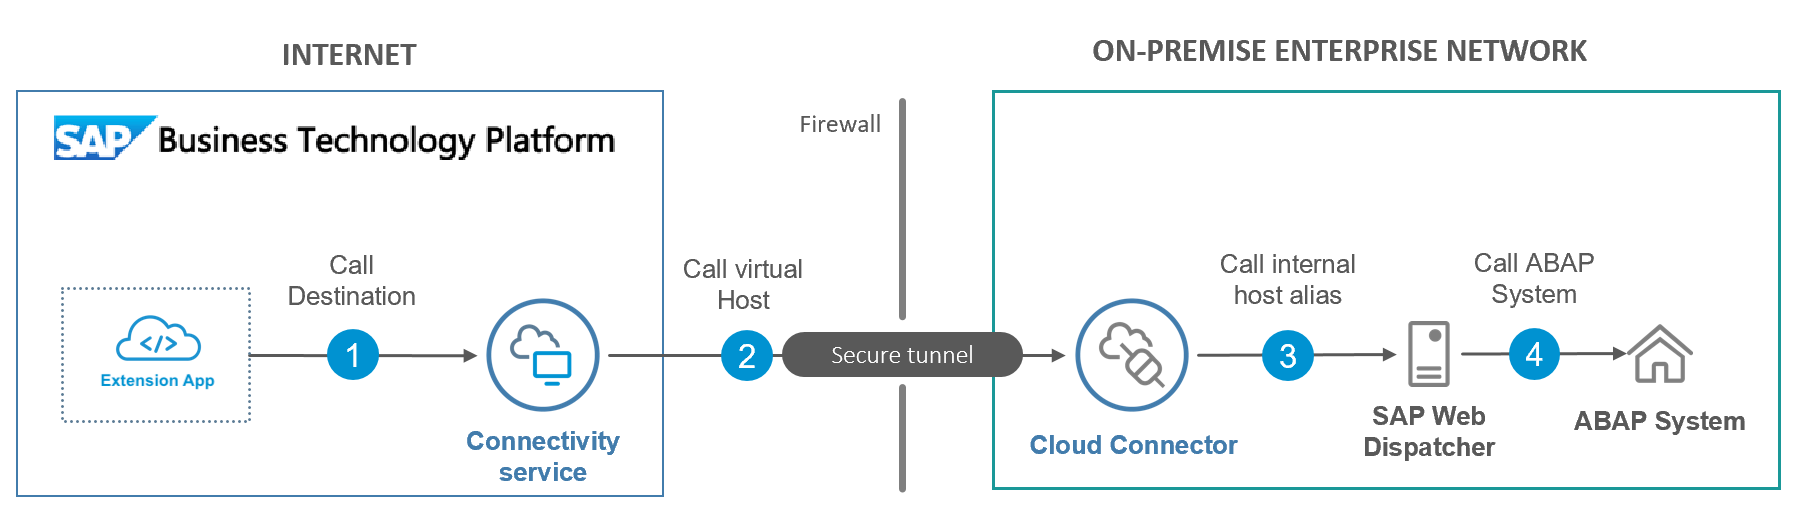 INTERNET
ON-PREMISE ENTERPRISE NETWORK
SAP Business Technology Platform
Firewall
Call
Destination
Call virtual
Host
Call internal
host alias
Call ABAP
System
</>
Extension App
1
2
Secure tunnel
3
4
Connectivity
service
Cloud Connector
SAP Web
Dispatcher
ABAP System